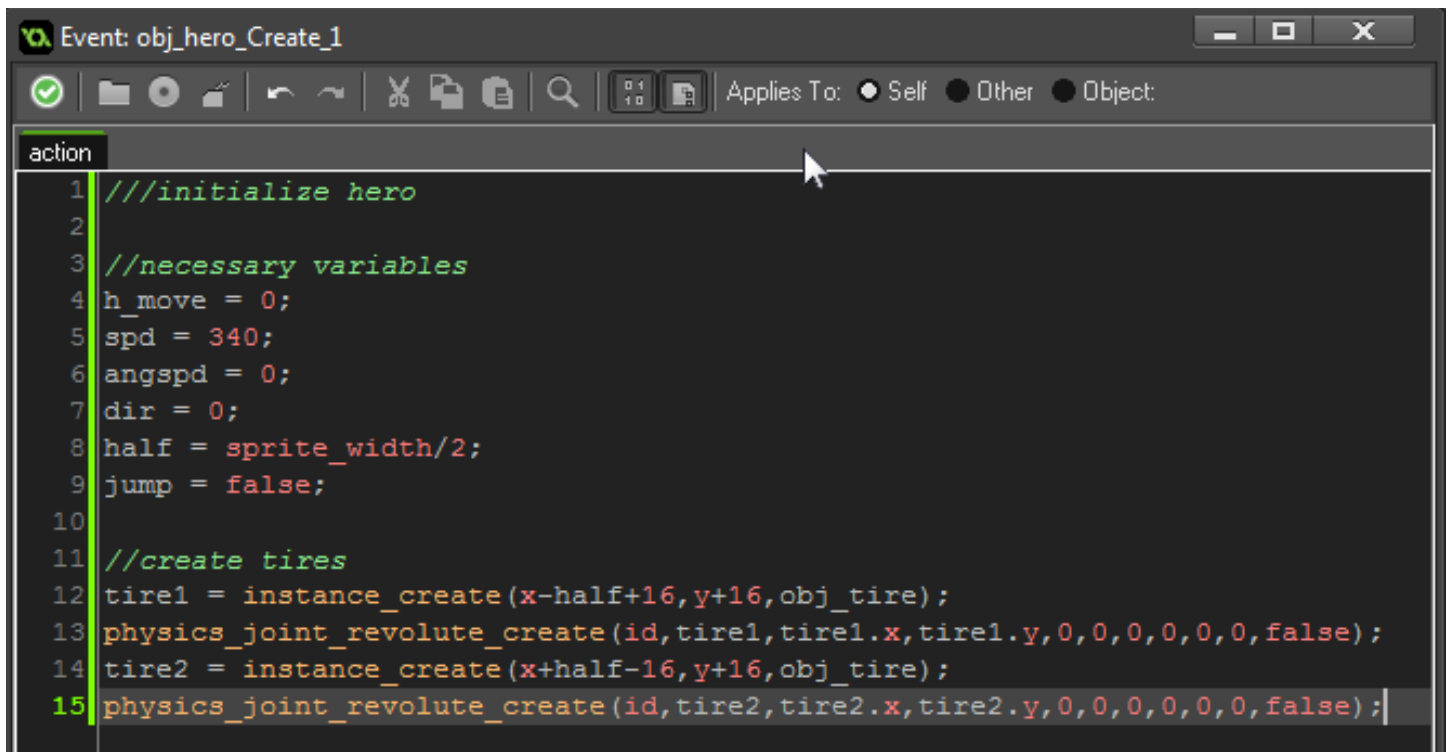 Event: obj_hero_Create_1
Applies To: Self Other Object:
action
1 ///initialize hero
2
3 //necessary variables
4 h_move = 0;
5 spd = 340;
6 angspd = 0;
7 dir = 0;
8 half = sprite_width/2;
9 jump = false;
10
11 //create tires
12 tire1 = instance_create(x-half+16,y+16,obj_tire);
13 physics_joint_revolute_create(id,tire1,tire1.x,tire1.y,0,0,0,0,0,0,false);
14 tire2 = instance_create(x+half-16,y+16,obj_tire);
15 physics_joint_revolute_create(id,tire2,tire2.x,tire2.y,0,0,0,0,0,0,false);